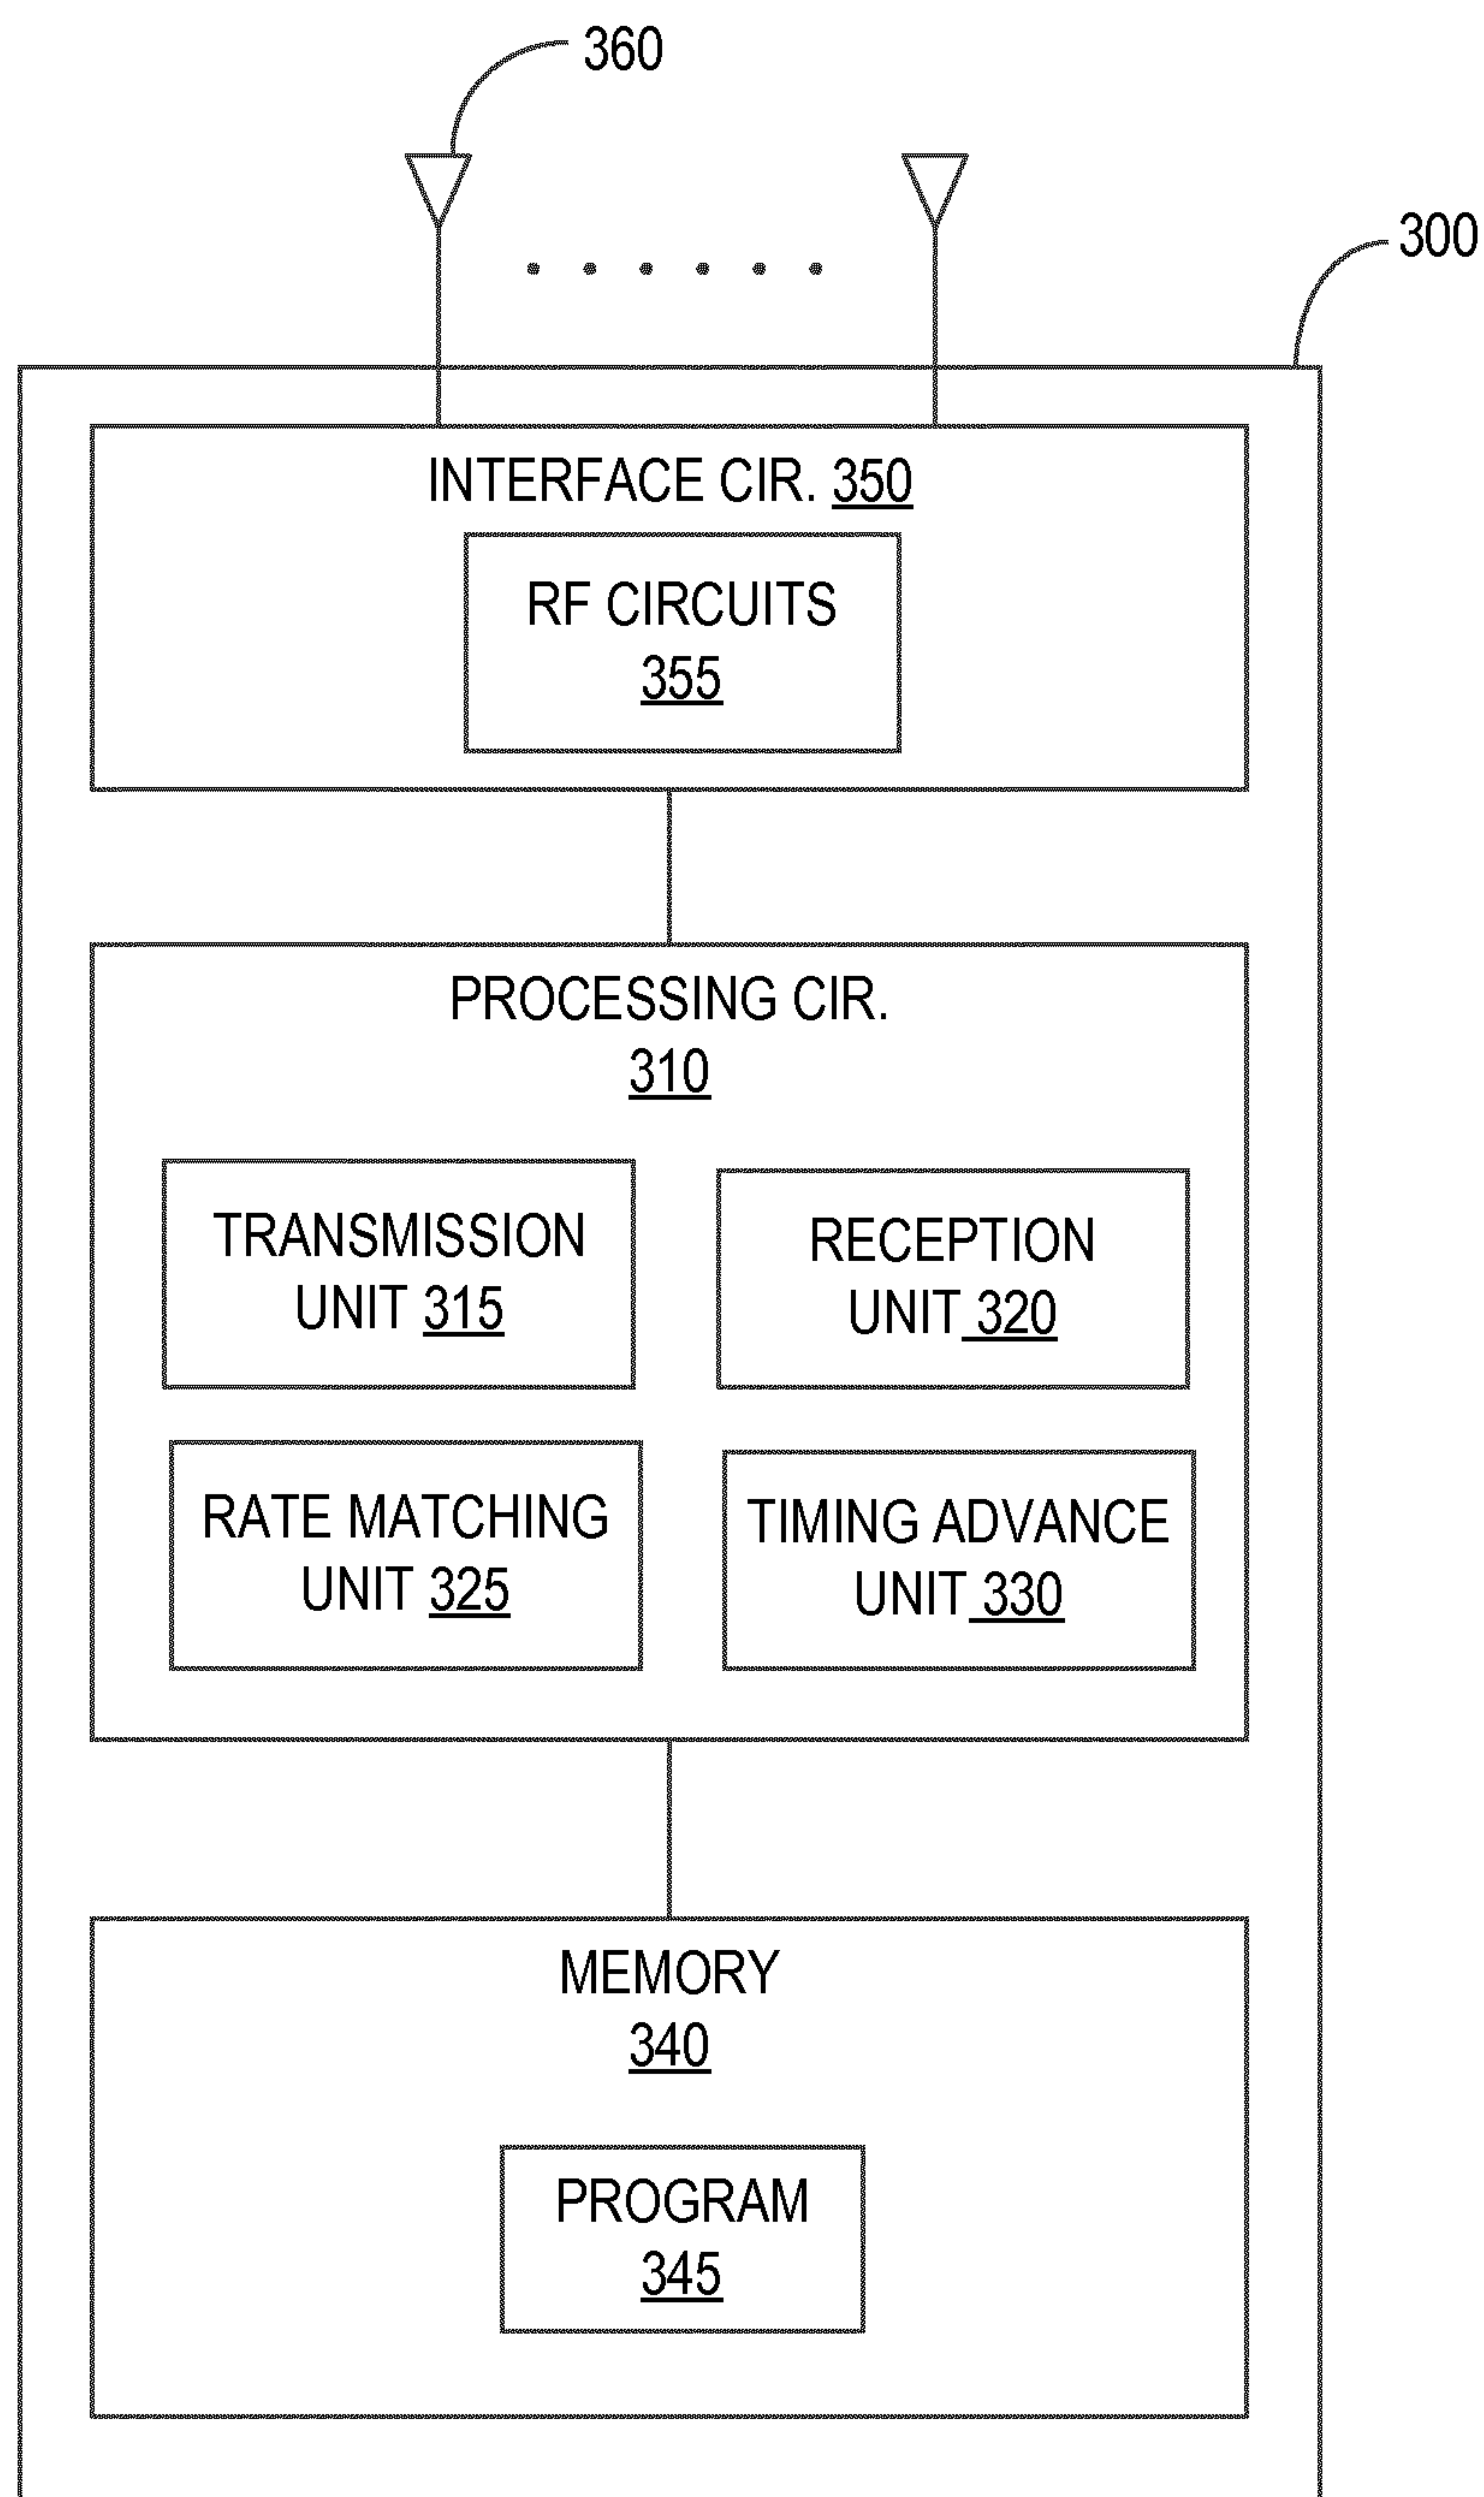 360
300
INTERFACE CIR. 350
RF CIRCUITS
355
PROCESSING CIR.
310
TRANSMISSION
UNIT 315
RECEPTION
UNIT 320
RATE MATCHING
UNIT 325
TIMING ADVANCE
UNIT 330
MEMORY
340
PROGRAM
345